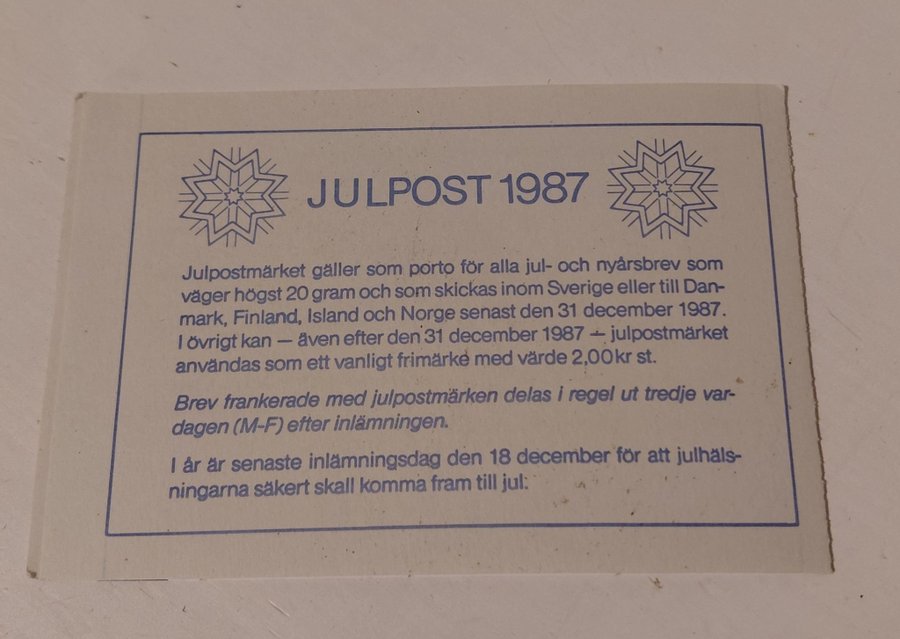 JULPOST 1987
Julpostmärket gäller som porto för alla jul- och nyårsbrev som
väger högst 20 gram och som skickas inom Sverige eller till Dan-
mark, Finland, Island och Norge senast den 31 december 1987.
I övrigt kan — även efter den 31 december 1987 — julpostmärket
användas som ett vanligt frimärke med värde 2,00 kr st.
Brev frankerade med julpostmärken delas i regel ut tredje var-
dagen (M-F) efter inlämningen.
I år är senaste inlämningsdag den 18 december för att julhäls-
ningarna säkert skall komma fram till jul.